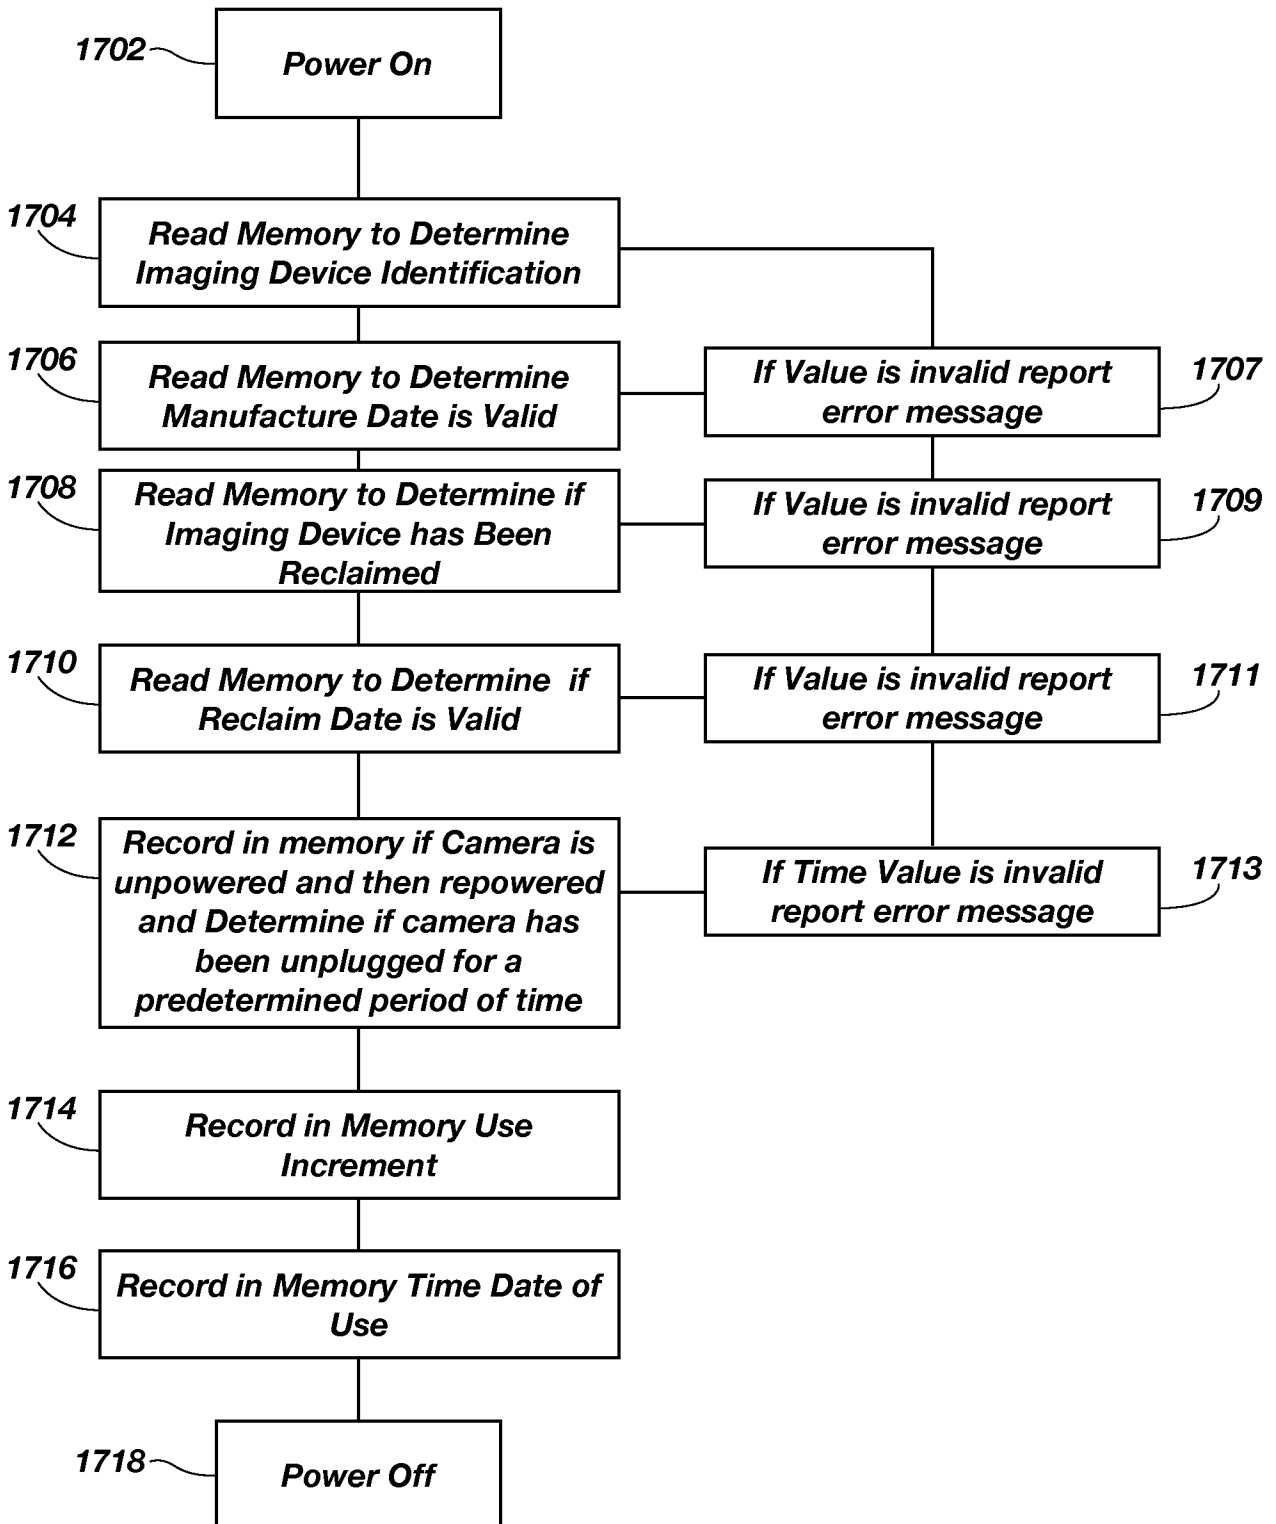 1702
Power On
1704
Read Memory to Determine
Imaging Device Identification
1706
Read Memory to Determine
Manufacture Date is Valid
If Value is invalid report
error message
1707
1708
Read Memory to Determine if
Imaging Device has Been
Reclaimed
If Value is invalid report
error message
1709
1710
Read Memory to Determine if
Reclaim Date is Valid
If Value is invalid report
error message
1711
1712
Record in memory if Camera is
unpowered and then repowered
and Determine if camera has
been unplugged for a
predetermined period of time
If Time Value is invalid
report error message
1713
1714
Record in Memory Use
Increment
1716
Record in Memory Time Date of
Use
1718
Power Off